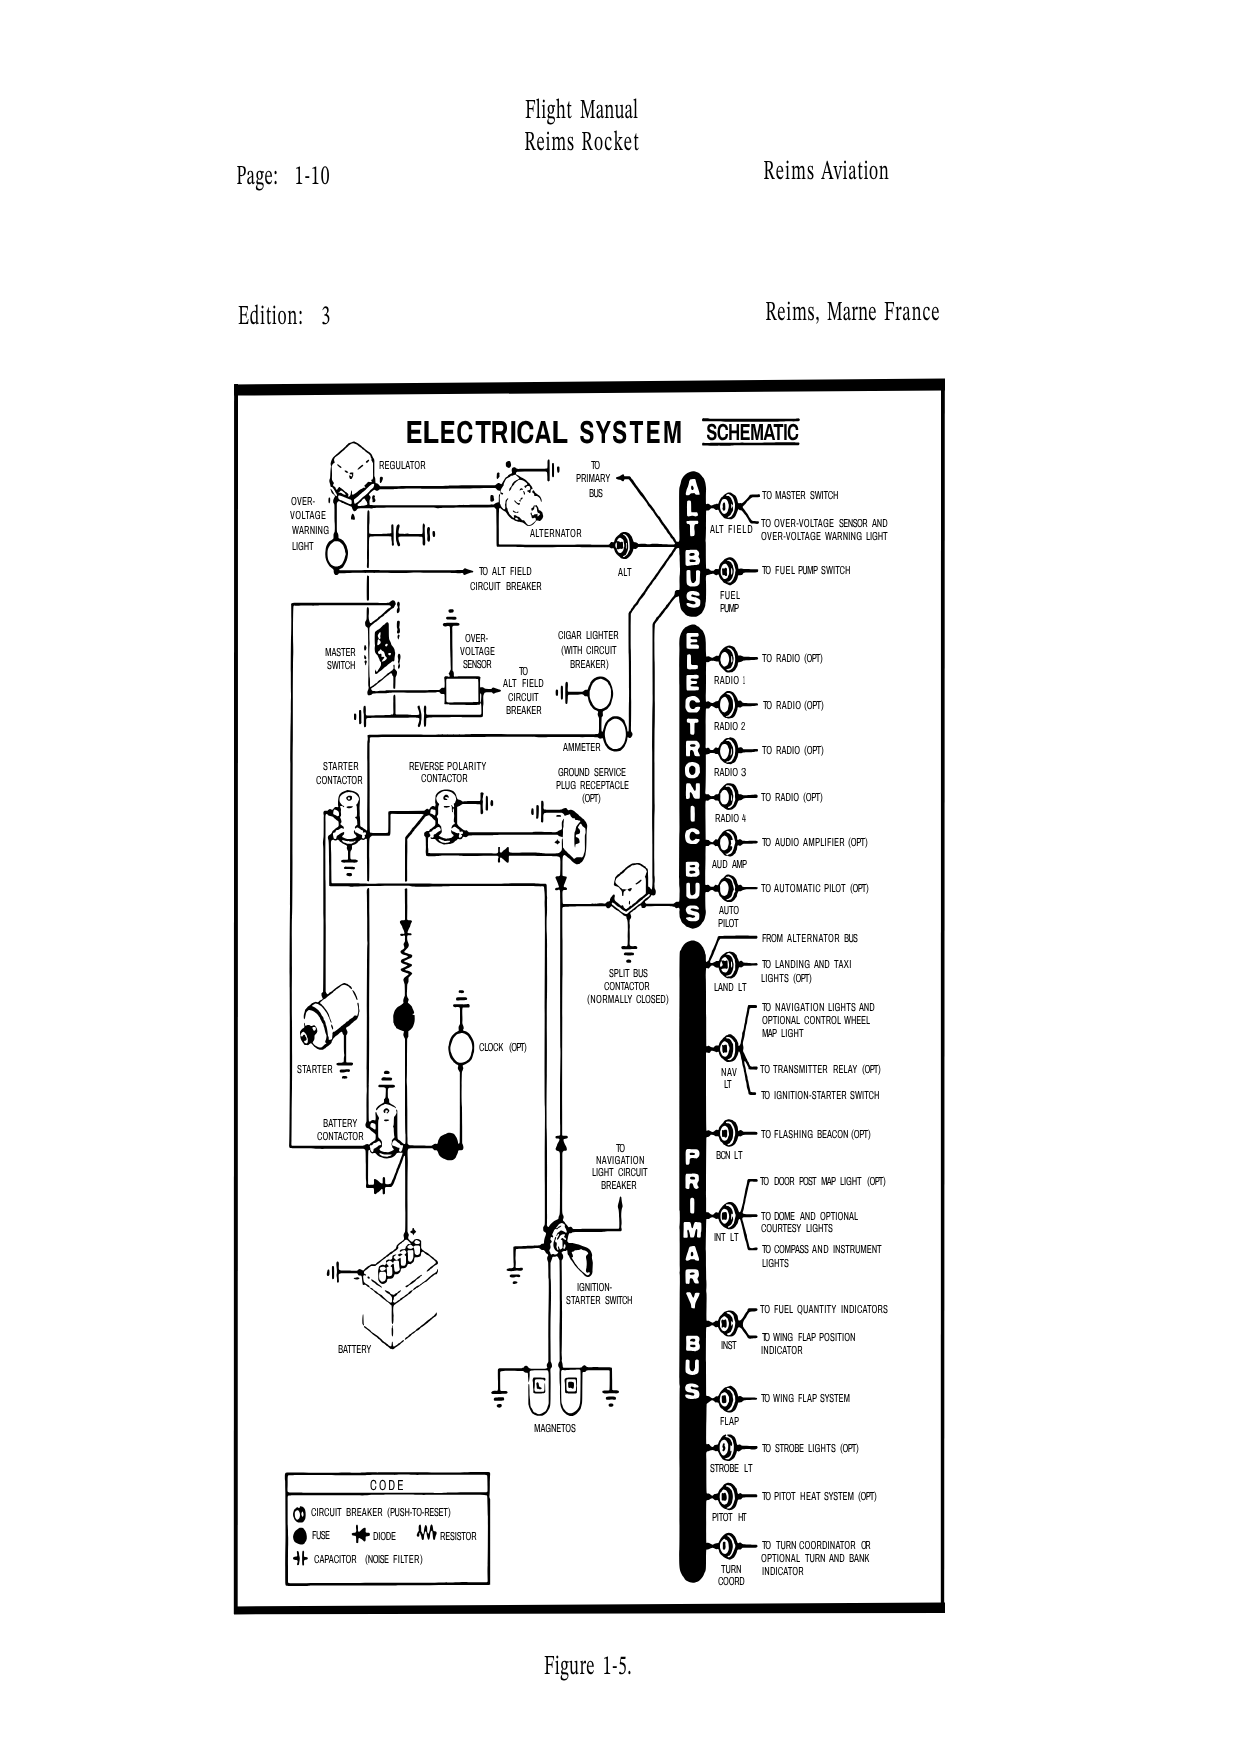 Flight Manual
Reims Rocket
Page: 1-10
Reims Aviation
Edition: 3
Reims, Marne France
ELECTRICAL SYSTEM SCHEMATIC
REGULATOR
OVER-
VOLTAGE
WARNING
LIGHT
ALTERNATOR
TO
PRIMARY
BUS
ALT
TO ALT FIELD
CIRCUIT BREAKER
MASTER
SWITCH
OVER-
VOLTAGE
SENSOR
TO
ALT FIELD
CIRCUIT
BREAKER
CIGAR LIGHTER
(WITH CIRCUIT
BREAKER)
AMMETER
STARTER
CONTACTOR
REVERSE POLARITY
CONTACTOR
GROUND SERVICE
PLUG RECEPTACLE
(OPT)
SPLIT BUS
CONTACTOR
(NORMALLY CLOSED)
STARTER
CLOCK (OPT)
BATTERY
CONTACTOR
TO
NAVIGATION
LIGHT CIRCUIT
BREAKER
IGNITION-
STARTER SWITCH
BATTERY
L
R
MAGNETOS
ALT BUS
ALT FIELD
TO MASTER SWITCH
TO OVER-VOLTAGE SENSOR AND
OVER-VOLTAGE WARNING LIGHT
FUEL
PUMP
TO FUEL PUMP SWITCH
ELECTRONIC BUS
RADIO 1
TO RADIO (OPT)
RADIO 2
TO RADIO (OPT)
RADIO 3
TO RADIO (OPT)
RADIO 4
TO RADIO (OPT)
AUD AMP
TO AUDIO AMPLIFIER (OPT)
AUTO
PILOT
TO AUTOMATIC PILOT (OPT)
PRIMARY BUS
FROM ALTERNATOR BUS
LAND LT
TO LANDING AND TAXI
LIGHTS (OPT)
NAV
LT
TO NAVIGATION LIGHTS AND
OPTIONAL CONTROL WHEEL
MAP LIGHT
TO TRANSMITTER RELAY (OPT)
TO IGNITION-STARTER SWITCH
BCN LT
TO FLASHING BEACON (OPT)
INT LT
TO DOOR POST MAP LIGHT (OPT)
TO DOME AND OPTIONAL
COURTESY LIGHTS
TO COMPASS AND INSTRUMENT
LIGHTS
INST
TO FUEL QUANTITY INDICATORS
TO WING FLAP POSITION
INDICATOR
FLAP
TO WING FLAP SYSTEM
STROBE LT
TO STROBE LIGHTS (OPT)
PITOT HT
TO PITOT HEAT SYSTEM (OPT)
TURN
COORD
TO TURN COORDINATOR OR
OPTIONAL TURN AND BANK
INDICATOR
CODE
CIRCUIT BREAKER (PUSH-TO-RESET)
FUSE DIODE RESISTOR
CAPACITOR (NOISE FILTER)
Figure 1-5.